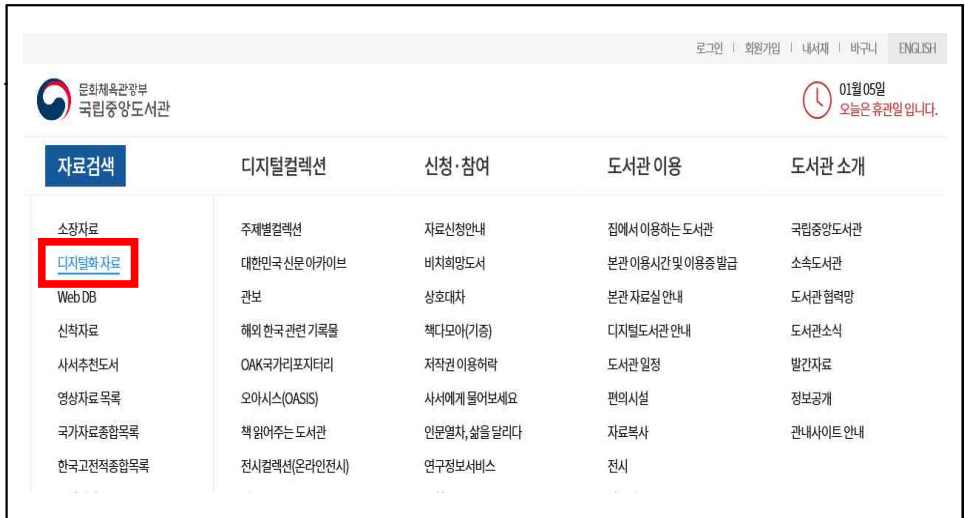 로그인 | 회원가입 | 내서재 | 바구니 ENGLISH
문화체육관광부
국립중앙도서관
01월 05일
오늘은 휴관일 입니다.
자료검색 디지털컬렉션 신청·참여 도서관 이용 도서관 소개
소장자료 주제별컬렉션 자료신청안내 집에서 이용하는 도서관 국립중앙도서관
디지털화 자료 대한민국 신문 아카이브 비치희망도서 본관 이용시간 및 이용증 발급 소속도서관
Web DB 관보 상호대차 본관 자료실 안내 도서관 협력망
신착자료 해외 한국 관련 기록물 책다모아(기증) 디지털도서관 안내 도서관소식
사서추천도서 OAK국가리포지터리 저작권 이용허락 도서관 일정 발간자료
영상자료 목록 오아시스(OASIS) 사서에게 물어보세요 편의시설 정보공개
국가자료종합목록 책 읽어주는 도서관 인문열차, 삶을 달리다 자료복사 관내사이트 안내
한국고전적종합목록 전시컬렉션(온라인전시) 연구정보서비스 전시